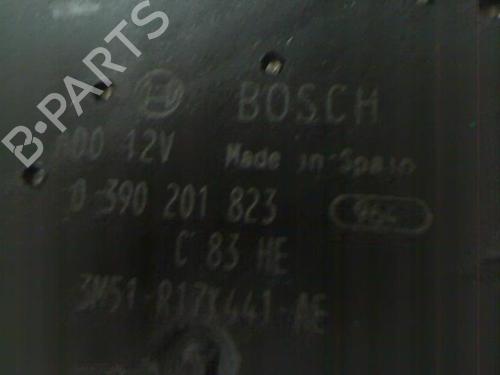 B-PARTS
BOSCH
12V Made in Spain
0 390 201 823
C 83 HE
3M51-R17K441-AE